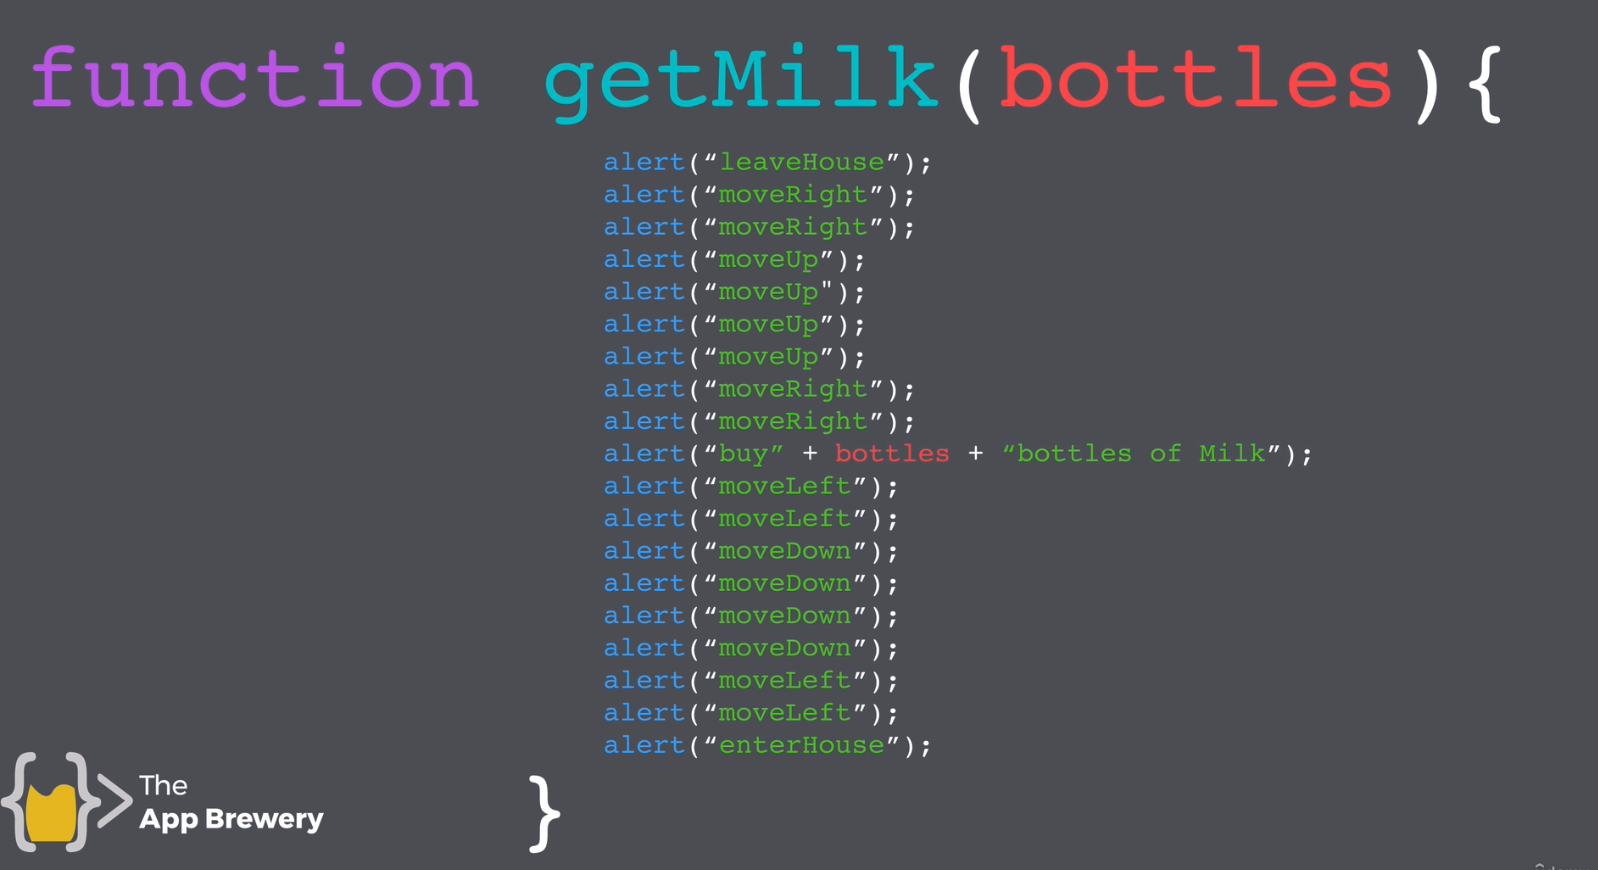 function getMilk(bottles){
alert(“leaveHouse”);
alert(“moveRight”);
alert(“moveRight”);
alert(“moveUp”);
alert(“moveUp");
alert(“moveUp”);
alert(“moveUp”);
alert(“moveRight”);
alert(“moveRight”);
alert(“buy” + bottles + “bottles of Milk”);
alert(“moveLeft”);
alert(“moveLeft”);
alert(“moveDown”);
alert(“moveDown”);
alert(“moveDown”);
alert(“moveDown”);
alert(“moveLeft”);
alert(“moveLeft”);
alert(“enterHouse”);
}
The
App Brewery